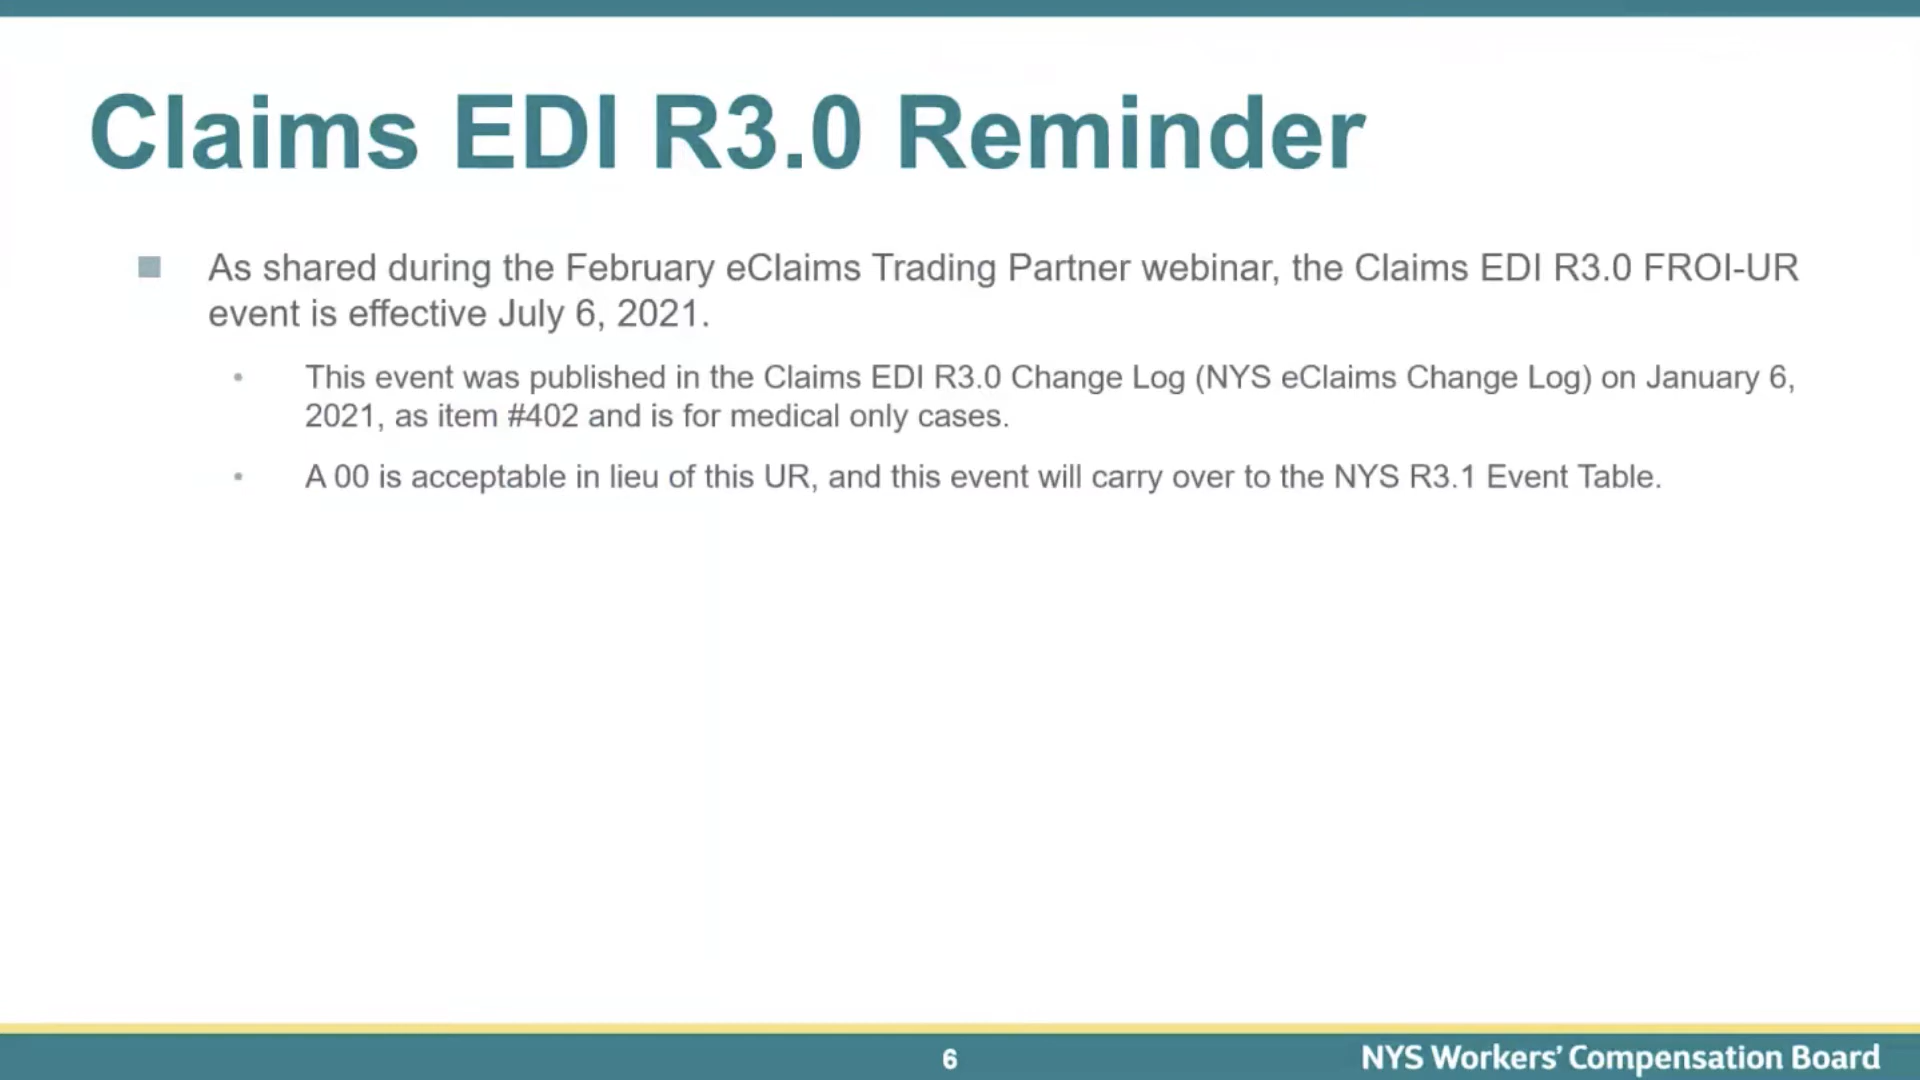 Claims EDI R3.0 Reminder
As shared during the February eClaims Trading Partner webinar, the Claims EDI R3.0 FROI-UR
event is effective July 6, 2021.
This event was published in the Claims EDI R3.0 Change Log (NYS eClaims Change Log) on January 6,
2021, as item #402 and is for medical only cases.
A 00 is acceptable in lieu of this UR, and this event will carry over to the NYS R3.1 Event Table.
6
NYS Workers' Compensation Board